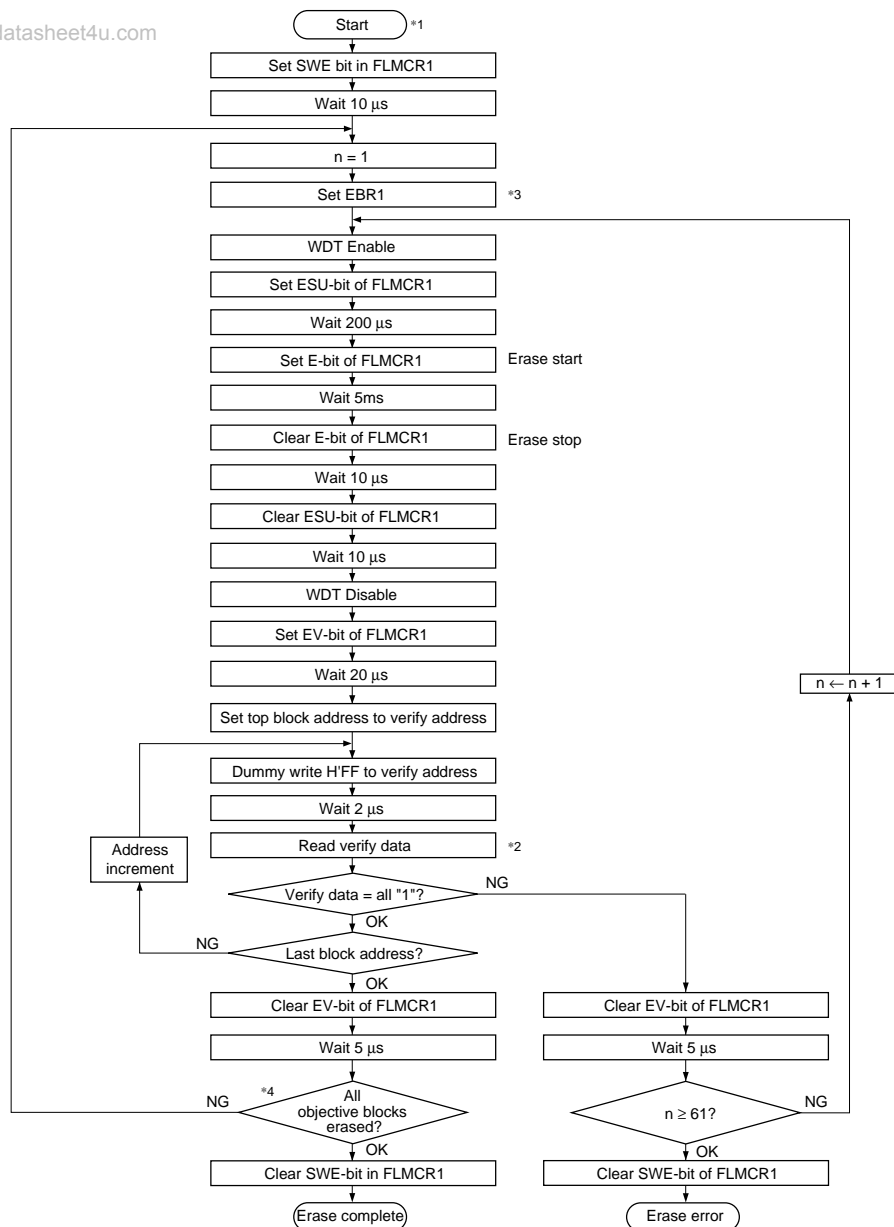 datasheet4u.com
Start *1
Set SWE bit in FLMCR1
Wait 10 µs
n = 1
Set EBR1 *3
WDT Enable
Set ESU-bit of FLMCR1
Wait 200 µs
Set E-bit of FLMCR1 Erase start
Wait 5ms
Clear E-bit of FLMCR1 Erase stop
Wait 10 µs
Clear ESU-bit of FLMCR1
Wait 10 µs
WDT Disable
Set EV-bit of FLMCR1
Wait 20 µs
n ← n + 1
Set top block address to verify address
Dummy write H'FF to verify address
Wait 2 µs
Read verify data *2
Address
increment
Verify data = all "1"?
NG
OK
NG
Last block address?
OK
Clear EV-bit of FLMCR1
Clear EV-bit of FLMCR1
Wait 5 µs
Wait 5 µs
NG
*4
All
objective blocks
erased?
n ≥ 61?
NG
OK
OK
Clear SWE-bit in FLMCR1
Clear SWE-bit of FLMCR1
Erase complete
Erase error